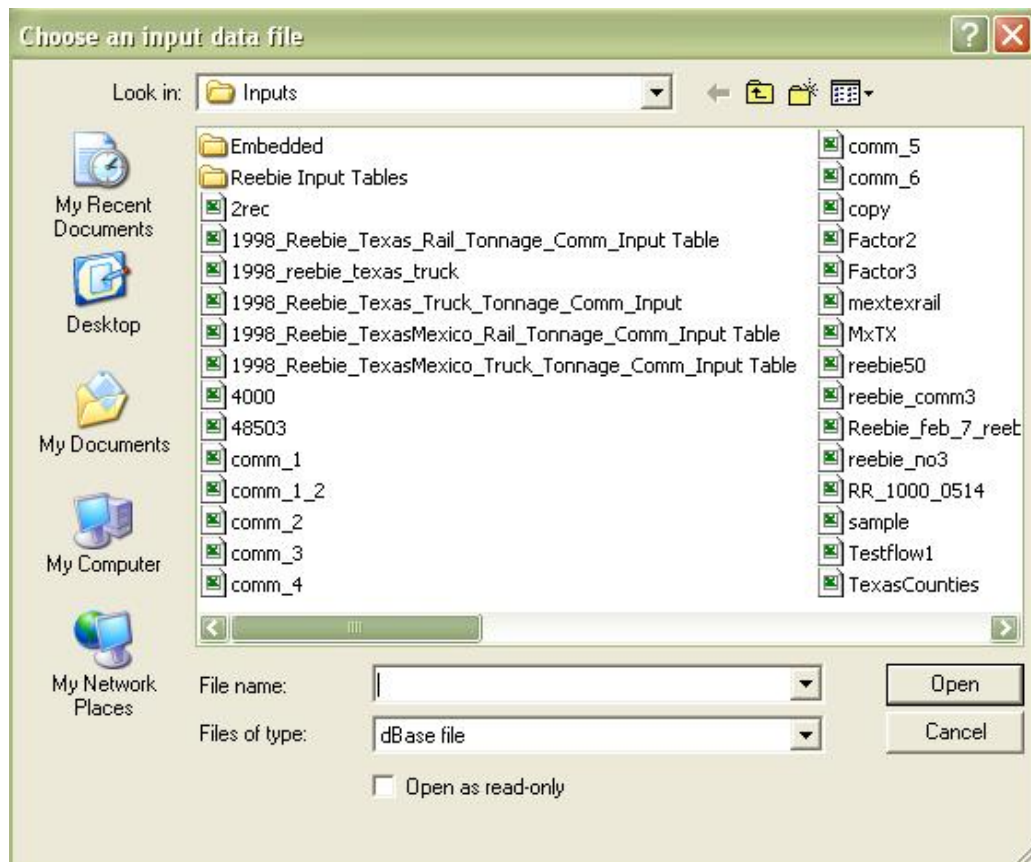 Choose an input data file
Look in: Inputs
My Recent
Documents
Desktop
My Documents
My Computer
My Network
Places
Embedded
Reebie Input Tables
2rec
1998_Reebie_Texas_Rail_Tonnage_Comm_Input Table
1998_reebie_texas_truck
1998_Reebie_Texas_Truck_Tonnage_Comm_Input
1998_Reebie_TexasMexico_Rail_Tonnage_Comm_Input Table
1998_Reebie_TexasMexico_Truck_Tonnage_Comm_Input Table
4000
48503
comm_1
comm_1_2
comm_2
comm_3
comm_4
comm_5
comm_6
copy
Factor2
Factor3
mextexrail
MxTX
reebie50
reebie_comm3
Reebie_feb_7_reeb
reebie_no3
RR_1000_0514
sample
Testflow1
TexasCounties
File name:
Open
Files of type: dBase file
Cancel
Open as read-only